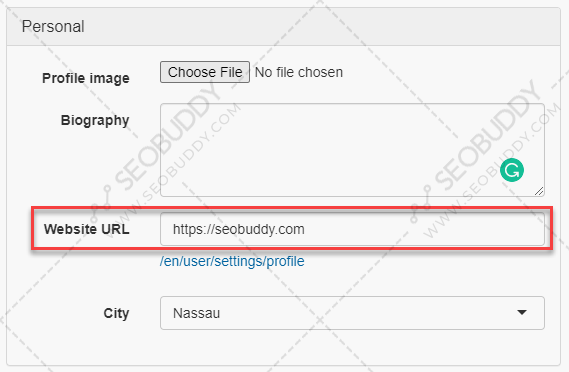 Personal
Profile image Choose File No file chosen
Biography
Website URL https://seobuddy.com
/en/user/settings/profile
City Nassau
SEOBUDDY
WWW.SEOBUDDY.COM
SEOBUDDY
WWW.SEOBUDDY.COM